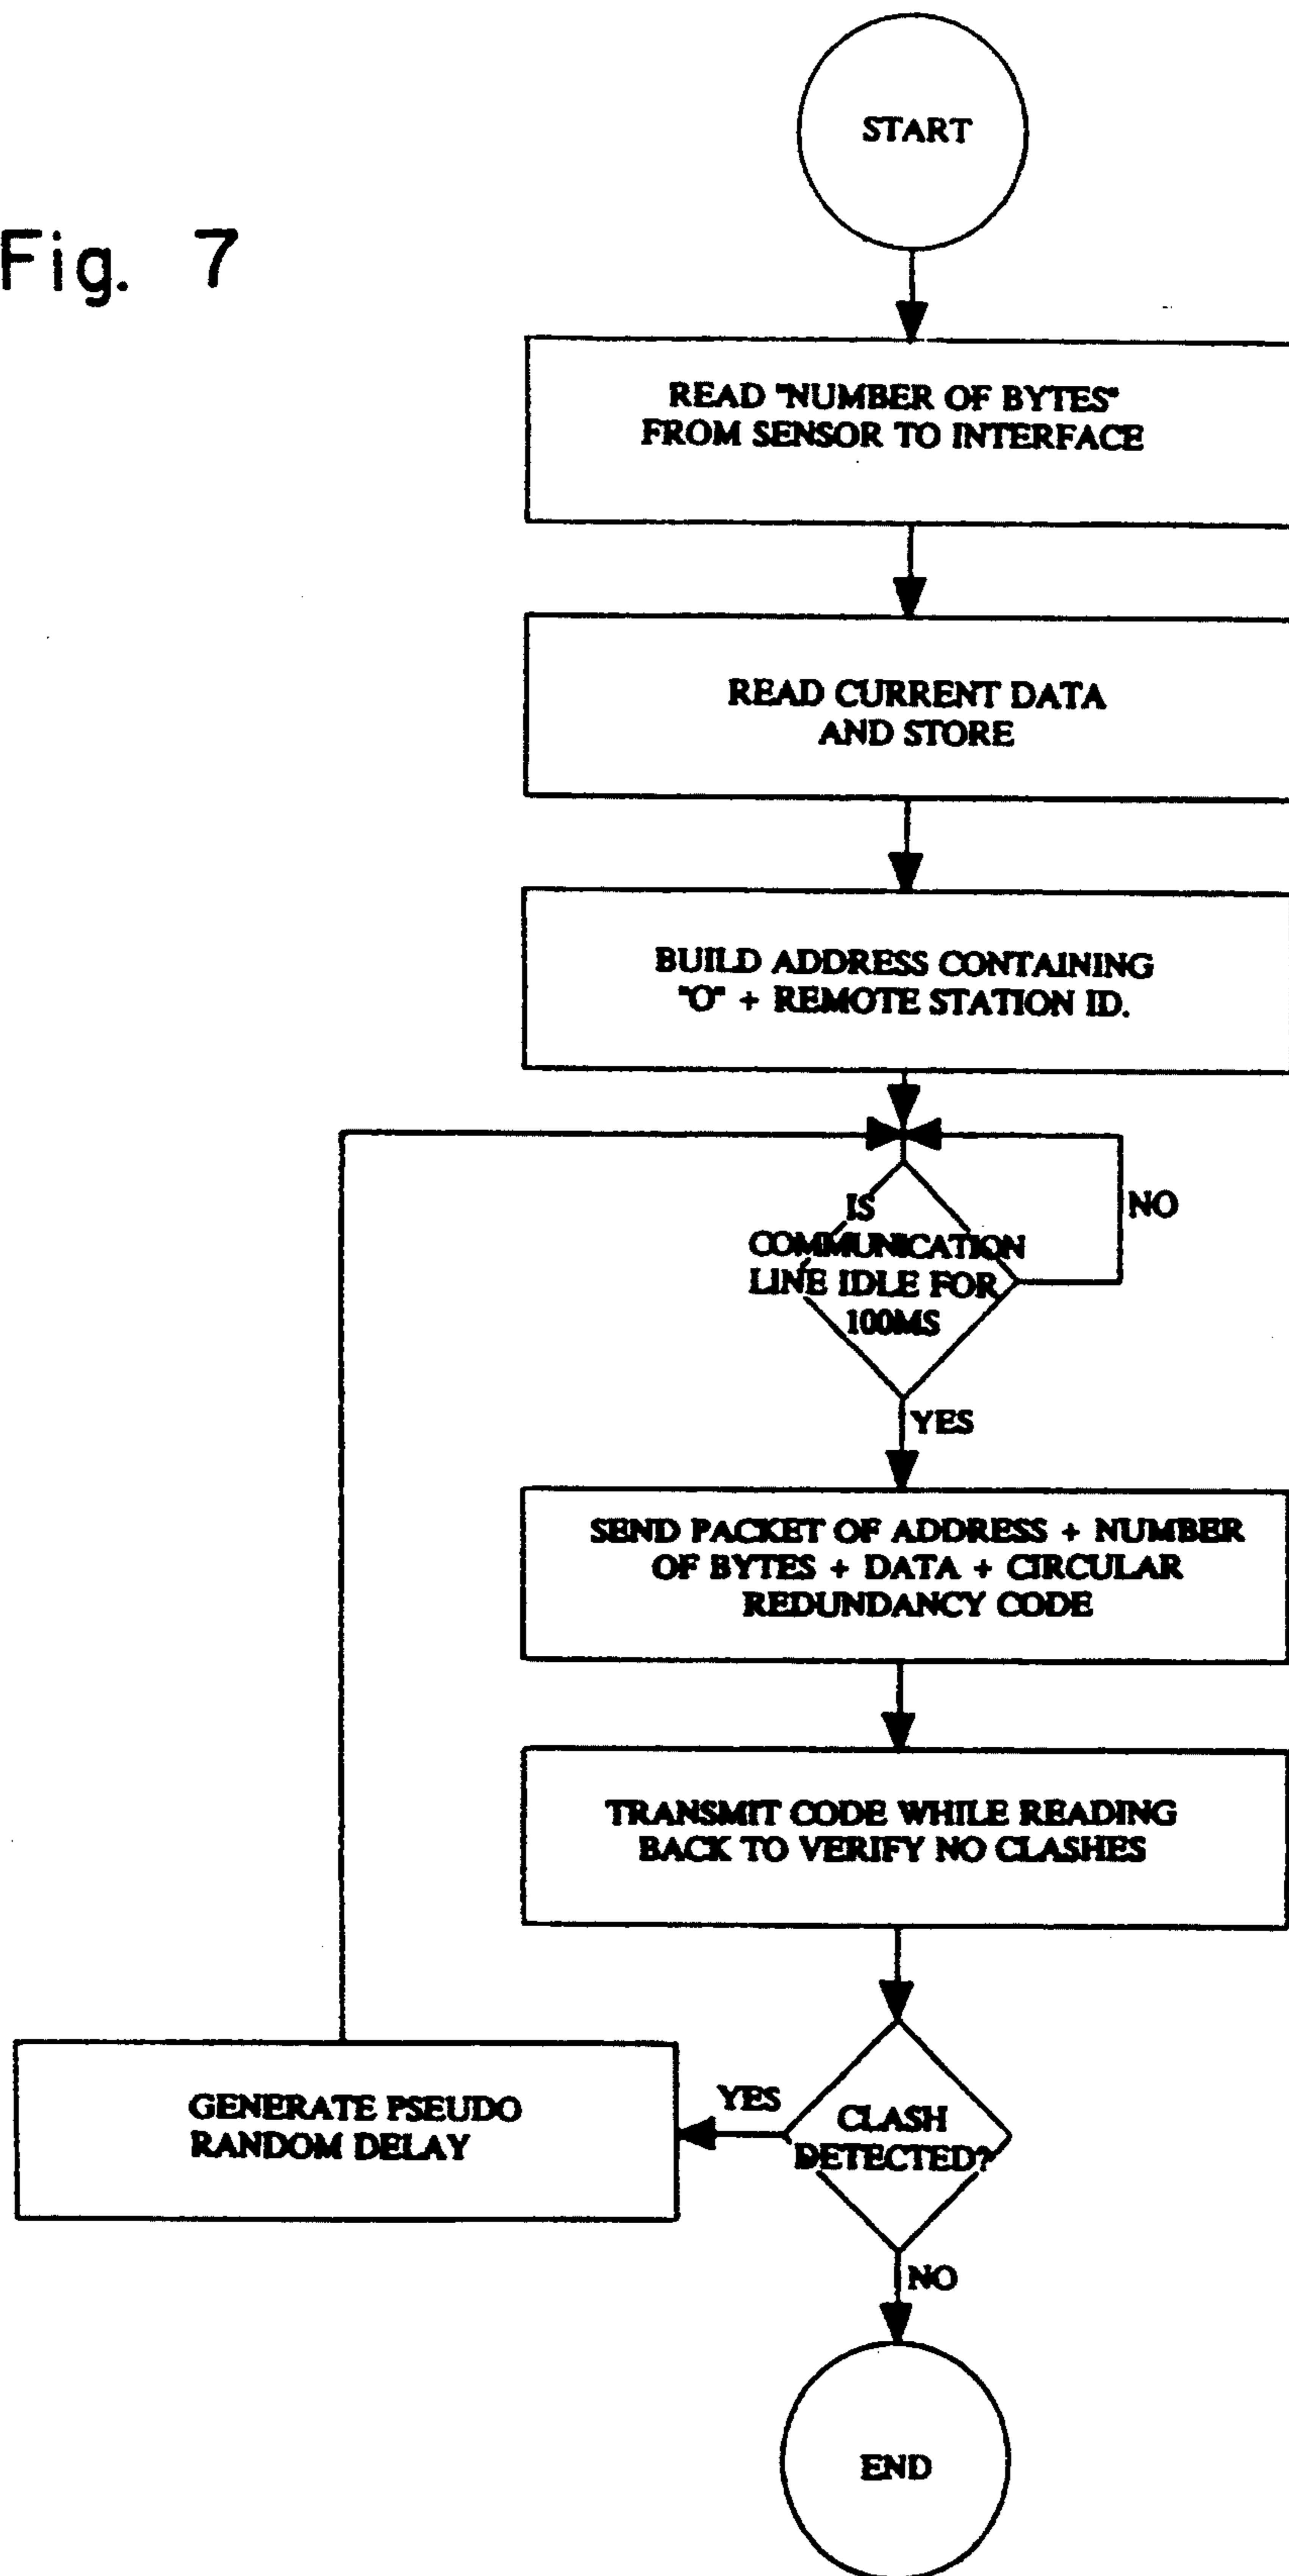 Fig. 7
START
READ "NUMBER OF BYTES"
FROM SENSOR TO INTERFACE
READ CURRENT DATA
AND STORE
BUILD ADDRESS CONTAINING
"O" + REMOTE STATION ID.
IS
COMMUNICATION
LINE IDLE FOR
100MS
NO
YES
SEND PACKET OF ADDRESS + NUMBER
OF BYTES + DATA + CIRCULAR
REDUNDANCY CODE
TRANSMIT CODE WHILE READING
BACK TO VERIFY NO CLASHES
CLASH
DETECTED?
YES
GENERATE PSEUDO
RANDOM DELAY
NO
END